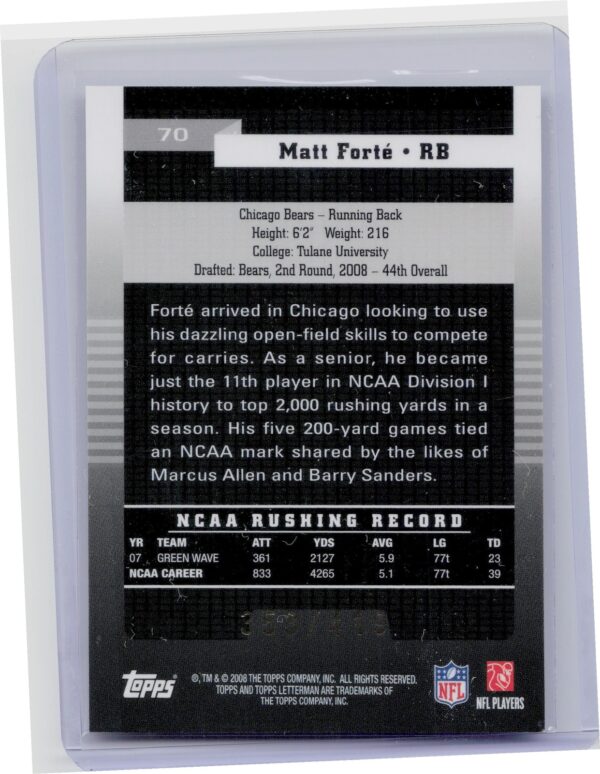 70
Matt Forté • RB
Chicago Bears – Running Back
Height: 6'2" Weight: 216
College: Tulane University
Drafted: Bears, 2nd Round, 2008 – 44th Overall
Forté arrived in Chicago looking to use
his dazzling open-field skills to compete
for carries. As a senior, he became
just the 11th player in NCAA Division I
history to top 2,000 rushing yards in a
season. His five 200-yard games tied
an NCAA mark shared by the likes of
Marcus Allen and Barry Sanders.
NCAA RUSHING RECORD
YR TEAM ATT YDS AVG LG TD
07 GREEN WAVE 361 2127 5.9 77t 23
NCAA CAREER 833 4265 5.1 77t 39
Topps
®, TM & © 2008 THE TOPPS COMPANY, INC. ALL RIGHTS RESERVED.
TOPPS AND TOPPS LETTERMAN ARE TRADEMARKS OF
THE TOPPS COMPANY, INC.
NFL
NFL PLAYERS